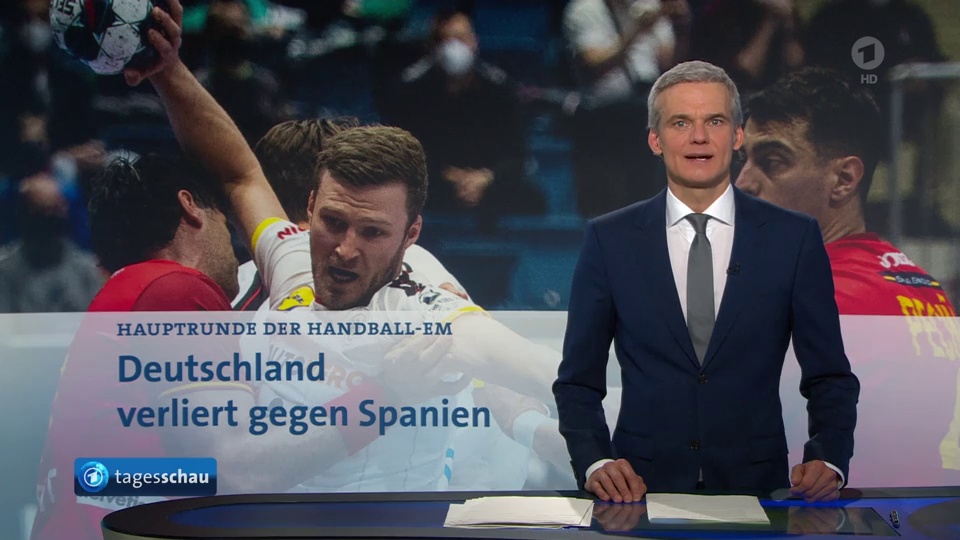 1
HD
HAUPTRUNDE DER HANDBALL-EM
Deutschland
verliert gegen Spanien
tagesschau